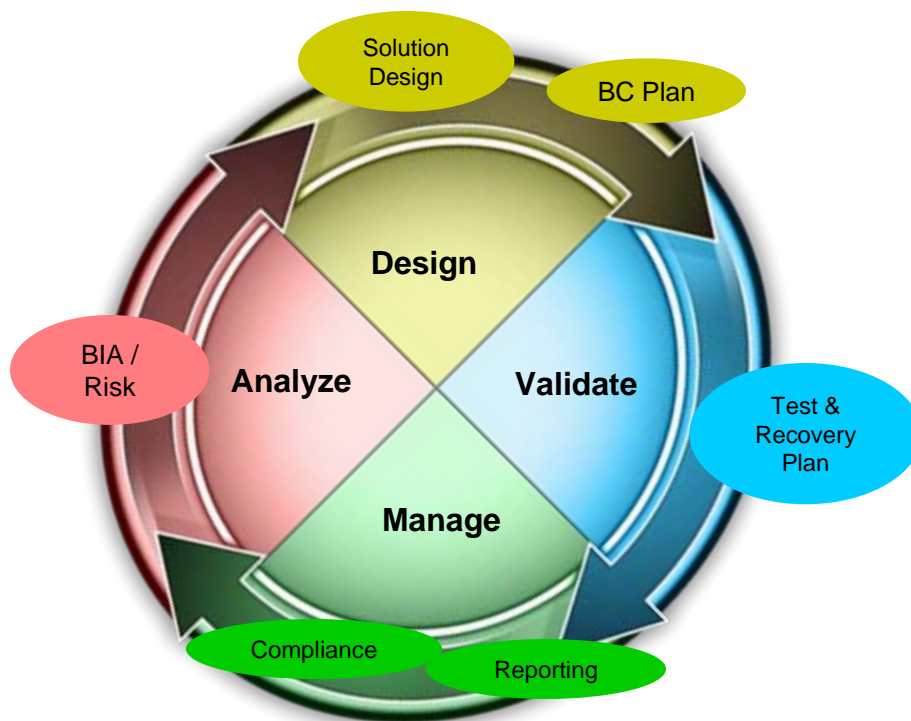 Solution
Design
BC Plan
Design
BIA /
Risk
Analyze
Validate
Test &
Recovery
Plan
Manage
Compliance
Reporting